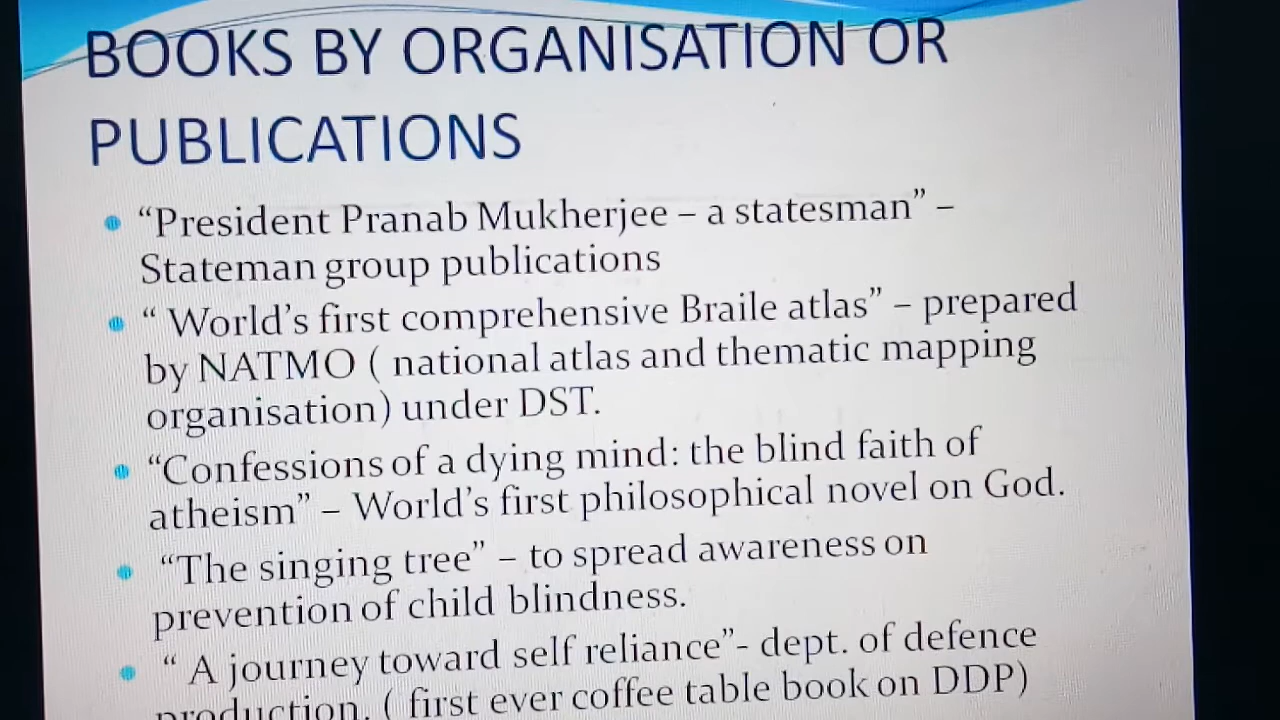 BOOKS BY ORGANISATION OR
PUBLICATIONS
“President Pranab Mukherjee – a statesman” –
Stateman group publications
“ World’s first comprehensive Braile atlas” – prepared
by NATMO ( national atlas and thematic mapping
organisation) under DST.
“Confessions of a dying mind: the blind faith of
atheism” – World’s first philosophical novel on God.
“The singing tree” – to spread awareness on
prevention of child blindness.
“ A journey toward self reliance”- dept. of defence
production. ( first ever coffee table book on DDP)